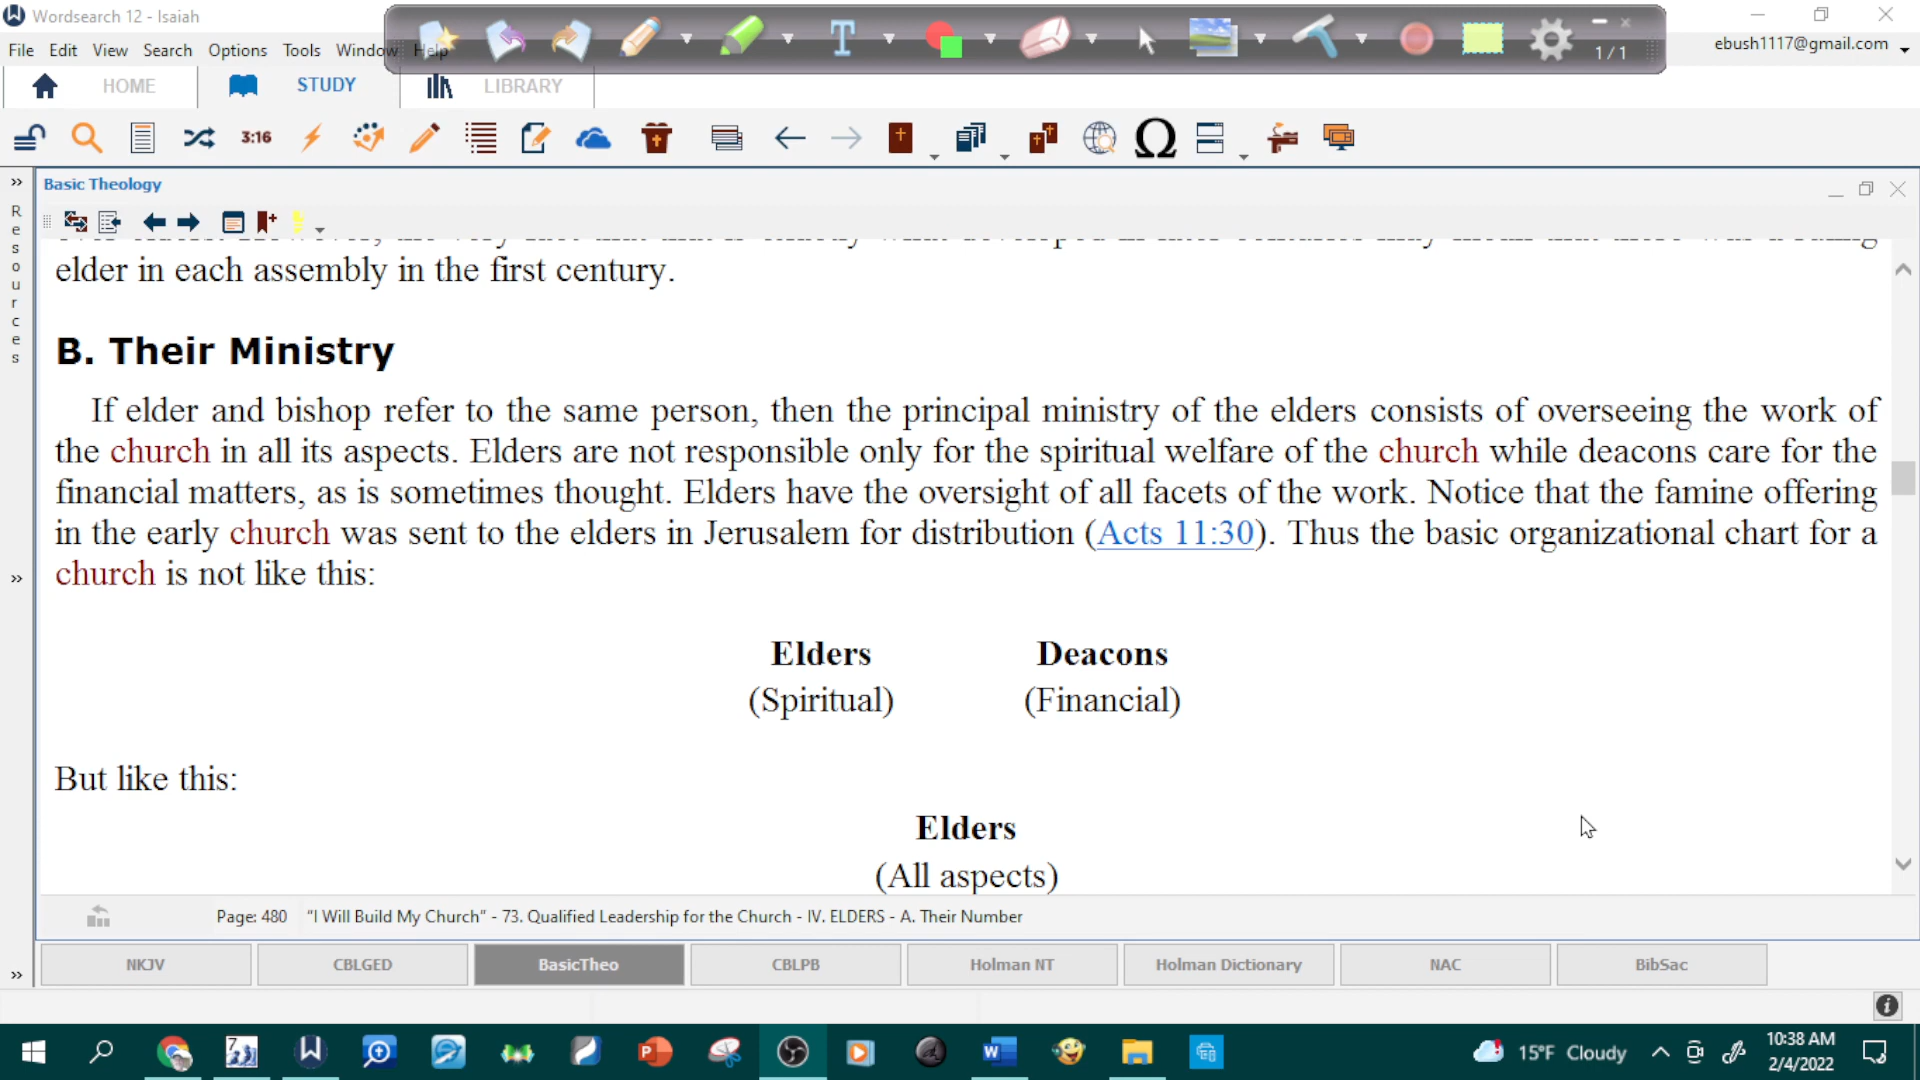 Wordsearch 12 - Isaiah
File Edit View Search Options Tools Window Help
1 / 1
ebush1117@gmail.com
HOME STUDY LIBRARY
3:16
Basic Theology
Resources
elder in each assembly in the first century.
B. Their Ministry
If elder and bishop refer to the same person, then the principal ministry of the elders consists of overseeing the work of
the church in all its aspects. Elders are not responsible only for the spiritual welfare of the church while deacons care for the
financial matters, as is sometimes thought. Elders have the oversight of all facets of the work. Notice that the famine offering
in the early church was sent to the elders in Jerusalem for distribution (Acts 11:30). Thus the basic organizational chart for a
church is not like this:
Elders Deacons
(Spiritual) (Financial)
But like this:
Elders
(All aspects)
Page: 480 "I Will Build My Church" - 73. Qualified Leadership for the Church - IV. ELDERS - A. Their Number
NKJV CBLGED BasicTheo CBLPB Holman NT Holman Dictionary NAC BibSac
15°F Cloudy
10:38 AM
2/4/2022